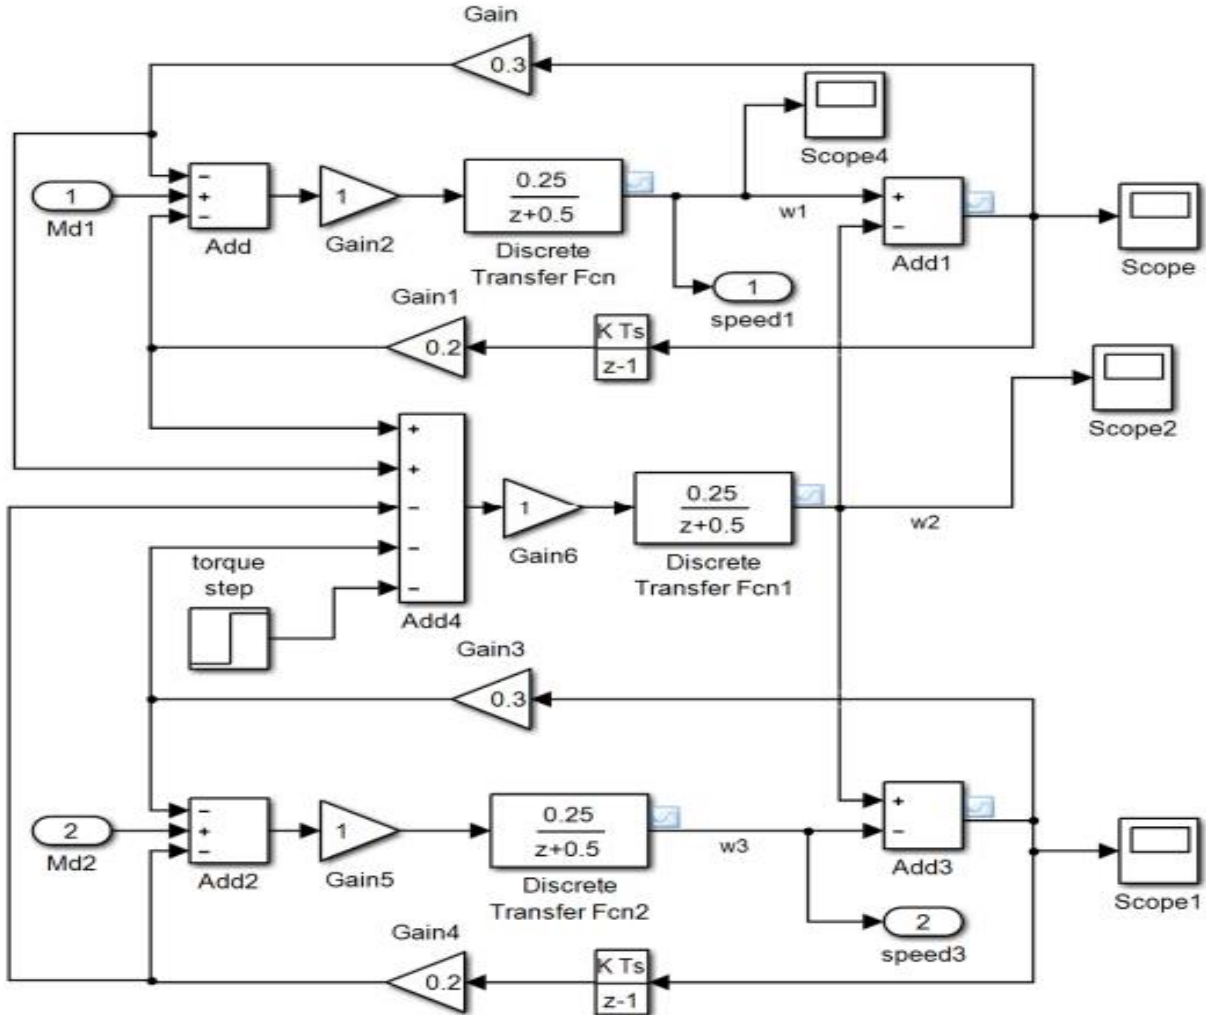 Gain
0.3
Scope4
1
Md1
−
+
−
Add
1
Gain2
0.25
z+0.5
Discrete
Transfer Fcn
w1
+
−
Add1
Scope
1
speed1
Gain1
0.2
K Ts
z-1
Scope2
+
+
−
−
−
Add4
1
Gain6
0.25
z+0.5
Discrete
Transfer Fcn1
w2
torque
step
Gain3
0.3
2
Md2
−
+
−
Add2
1
Gain5
0.25
z+0.5
Discrete
Transfer Fcn2
w3
+
−
Add3
Scope1
2
speed3
Gain4
0.2
K Ts
z-1